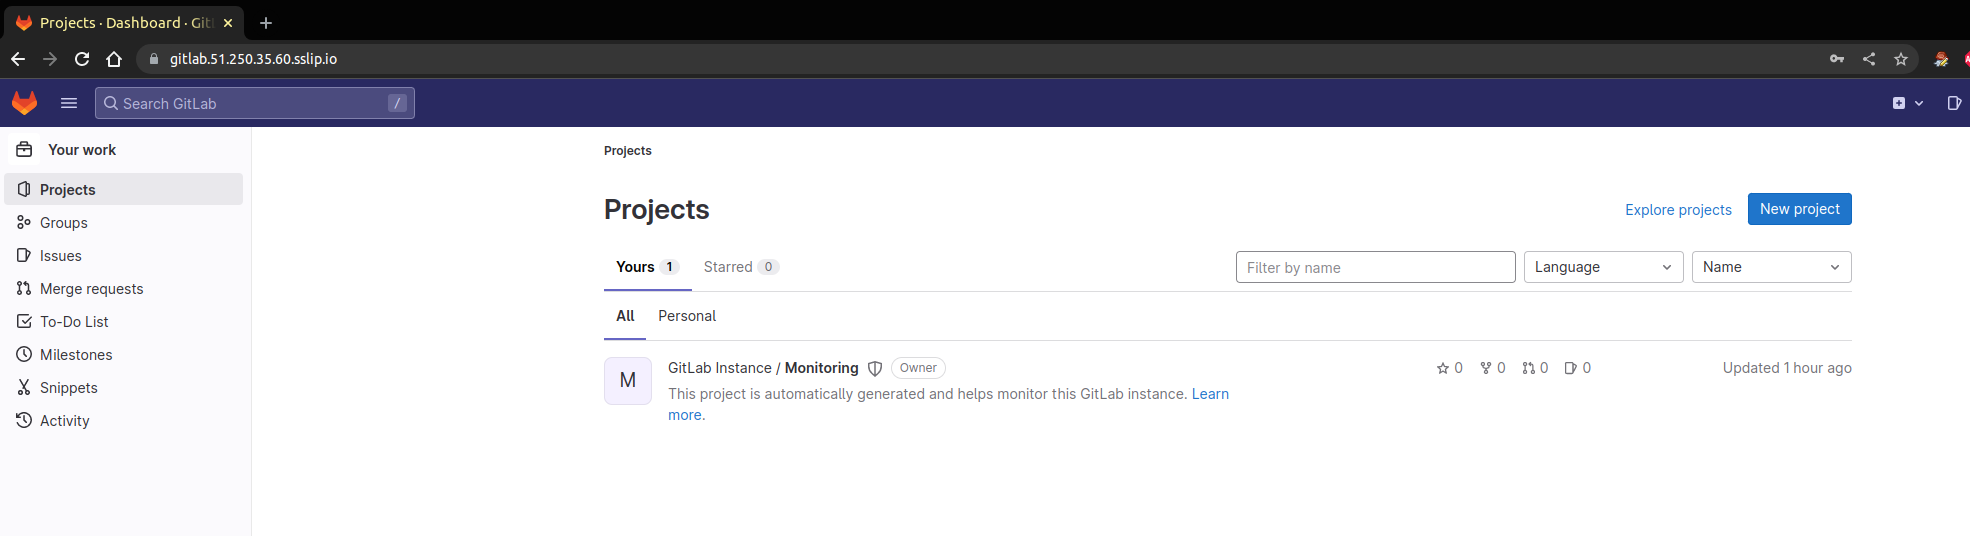 Projects · Dashboard · Git
gitlab.51.250.35.60.sslip.io
Search GitLab /
Your work
Projects
Groups
Issues
Merge requests
To-Do List
Milestones
Snippets
Activity
Projects
Projects
Explore projects New project
Yours 1 Starred 0
Filter by name Language Name
All Personal
M
GitLab Instance / Monitoring Owner 0 0 0 0 Updated 1 hour ago
This project is automatically generated and helps monitor this GitLab instance. Learn
more.